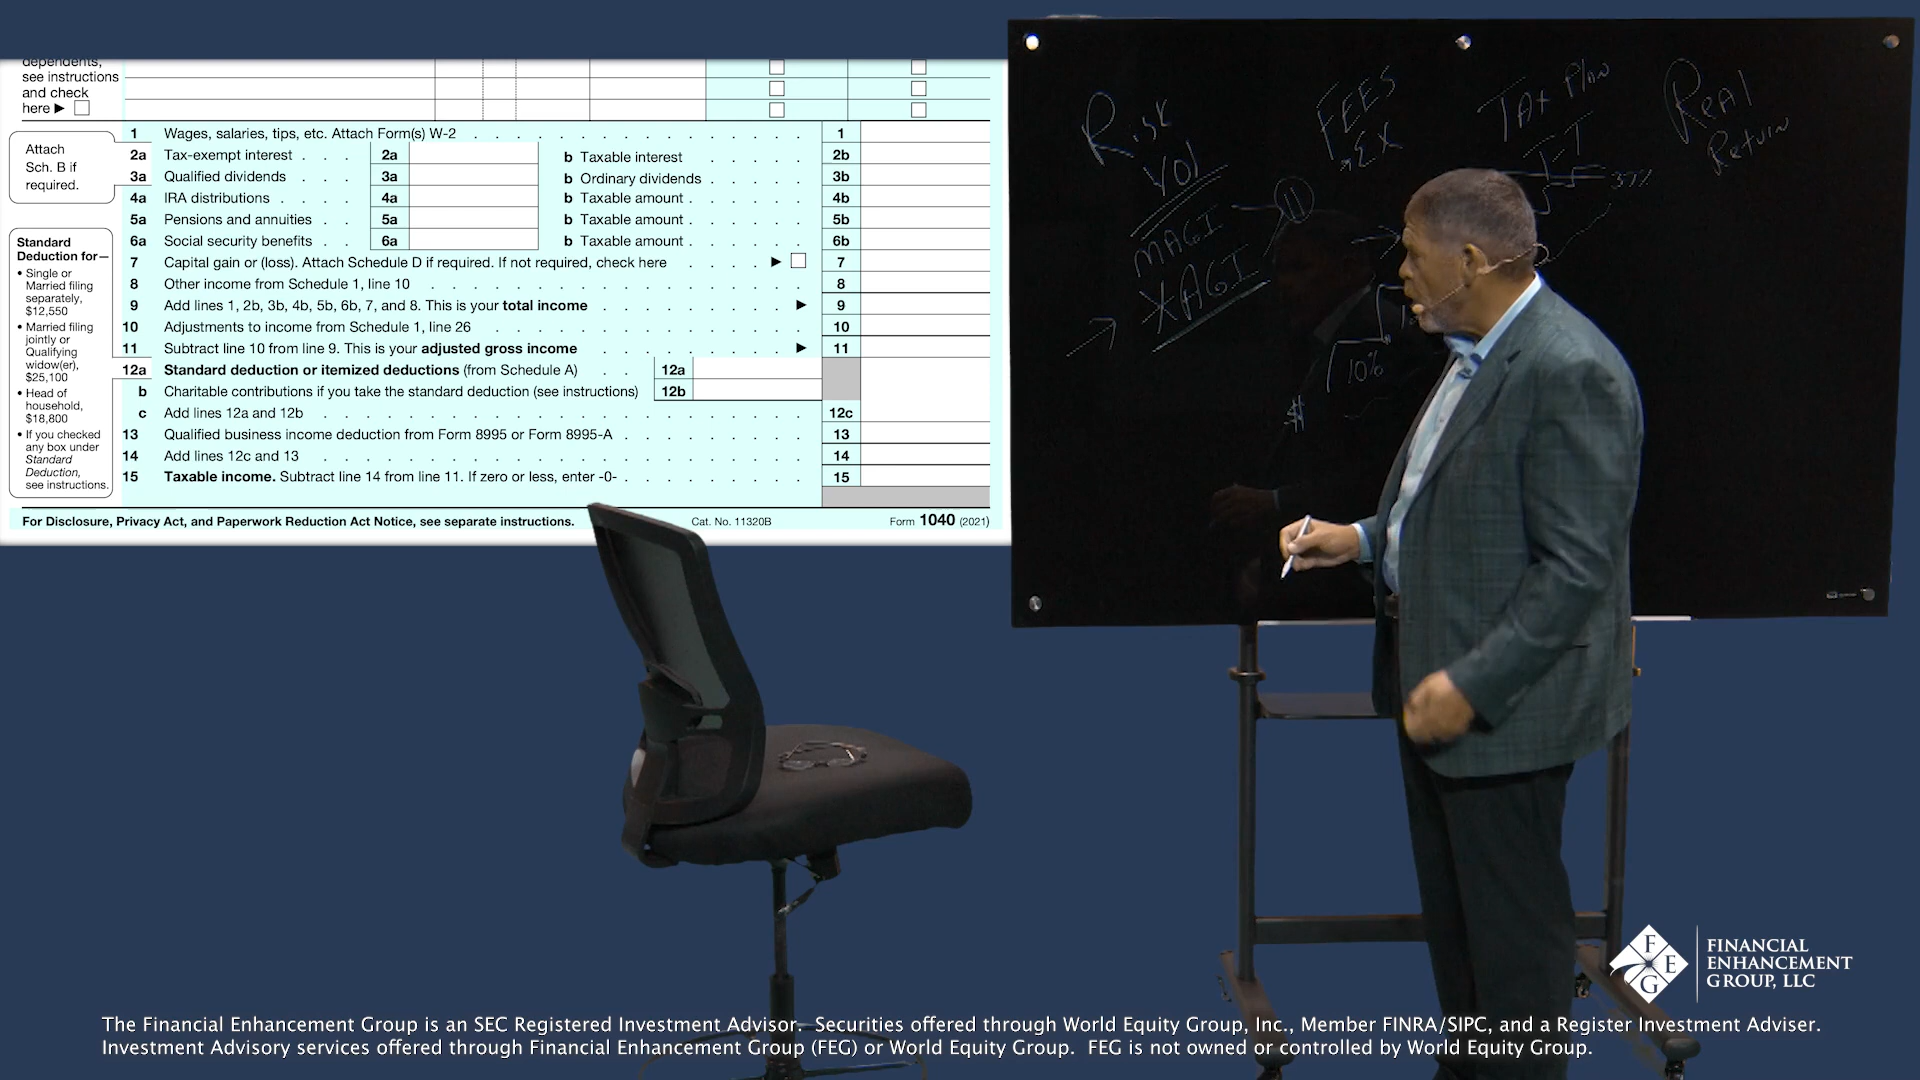 dependents,
see instructions
and check
here ▶
Attach
Sch. B if
required.
Standard
Deduction for—
• Single or
Married filing
separately,
$12,550
• Married filing
jointly or
Qualifying
widow(er),
$25,100
• Head of
household,
$18,800
• If you checked
any box under
Standard
Deduction,
see instructions.
1 Wages, salaries, tips, etc. Attach Form(s) W-2 . . . . . . . . . . . . . . . . 1
2a Tax-exempt interest . . . 2a b Taxable interest . . . . . 2b
3a Qualified dividends . . . 3a b Ordinary dividends . . . . . 3b
4a IRA distributions . . . . 4a b Taxable amount . . . . . . 4b
5a Pensions and annuities . . 5a b Taxable amount . . . . . . 5b
6a Social security benefits . . 6a b Taxable amount . . . . . . 6b
7 Capital gain or (loss). Attach Schedule D if required. If not required, check here . . . . ▶ 7
8 Other income from Schedule 1, line 10 . . . . . . . . . . . . . . . . . . 8
9 Add lines 1, 2b, 3b, 4b, 5b, 6b, 7, and 8. This is your total income . . . . . . . . . ▶ 9
10 Adjustments to income from Schedule 1, line 26 . . . . . . . . . . . . . . . 10
11 Subtract line 10 from line 9. This is your adjusted gross income . . . . . . . . . ▶ 11
12a Standard deduction or itemized deductions (from Schedule A) . . 12a
b Charitable contributions if you take the standard deduction (see instructions) 12b
c Add lines 12a and 12b . . . . . . . . . . . . . . . . . . . . . . . 12c
13 Qualified business income deduction from Form 8995 or Form 8995-A . . . . . . . . . 13
14 Add lines 12c and 13 . . . . . . . . . . . . . . . . . . . . . . . 14
15 Taxable income. Subtract line 14 from line 11. If zero or less, enter -0- . . . . . . . . . 15
For Disclosure, Privacy Act, and Paperwork Reduction Act Notice, see separate instructions. Cat. No. 11320B Form 1040 (2021)
Risk
VOl
MAGI
11
XAGI
FEES
EX
TAx Plan
T-T
37%
10%
$
Real
Return
FEG
FINANCIAL
ENHANCEMENT
GROUP, LLC
The Financial Enhancement Group is an SEC Registered Investment Advisor. Securities offered through World Equity Group, Inc., Member FINRA/SIPC, and a Register Investment Adviser.
Investment Advisory services offered through Financial Enhancement Group (FEG) or World Equity Group. FEG is not owned or controlled by World Equity Group.